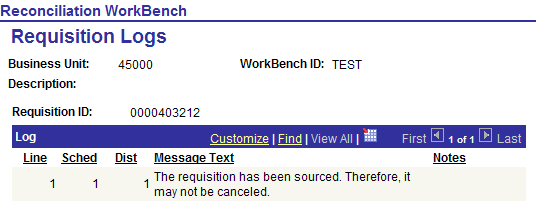 Reconciliation WorkBench
Requisition Logs
Business Unit: 45000 WorkBench ID: TEST
Description:
Requisition ID: 0000403212
Log Customize | Find | View All | First 1 of 1 Last
Line Sched Dist Message Text Notes
1 1 1 The requisition has been sourced. Therefore, it
may not be canceled.